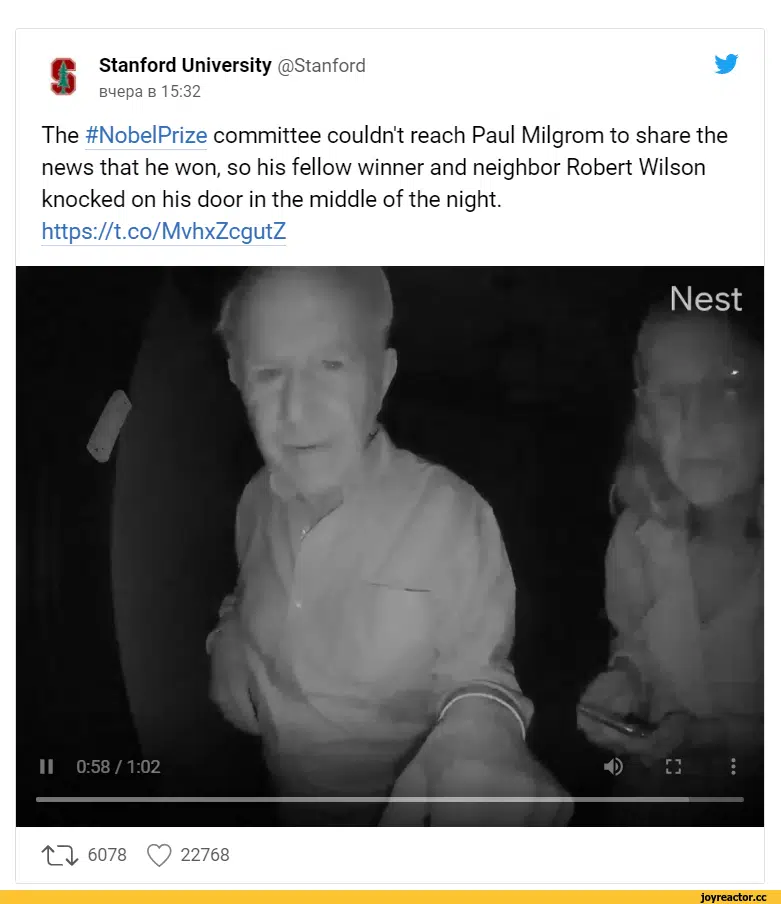 Stanford University @Stanford
вчера в 15:32
The #NobelPrize committee couldn't reach Paul Milgrom to share the
news that he won, so his fellow winner and neighbor Robert Wilson
knocked on his door in the middle of the night.
https://t.co/MvhxZcgutZ
Nest
0:58 / 1:02
6078 22768
joyreactor.cc